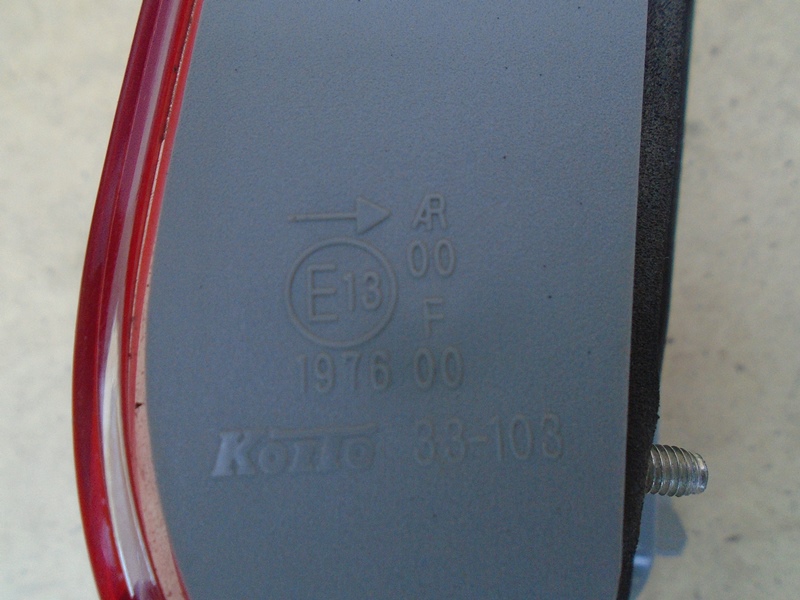 → AR
00
E13
F
1976 00
Koito 33-103